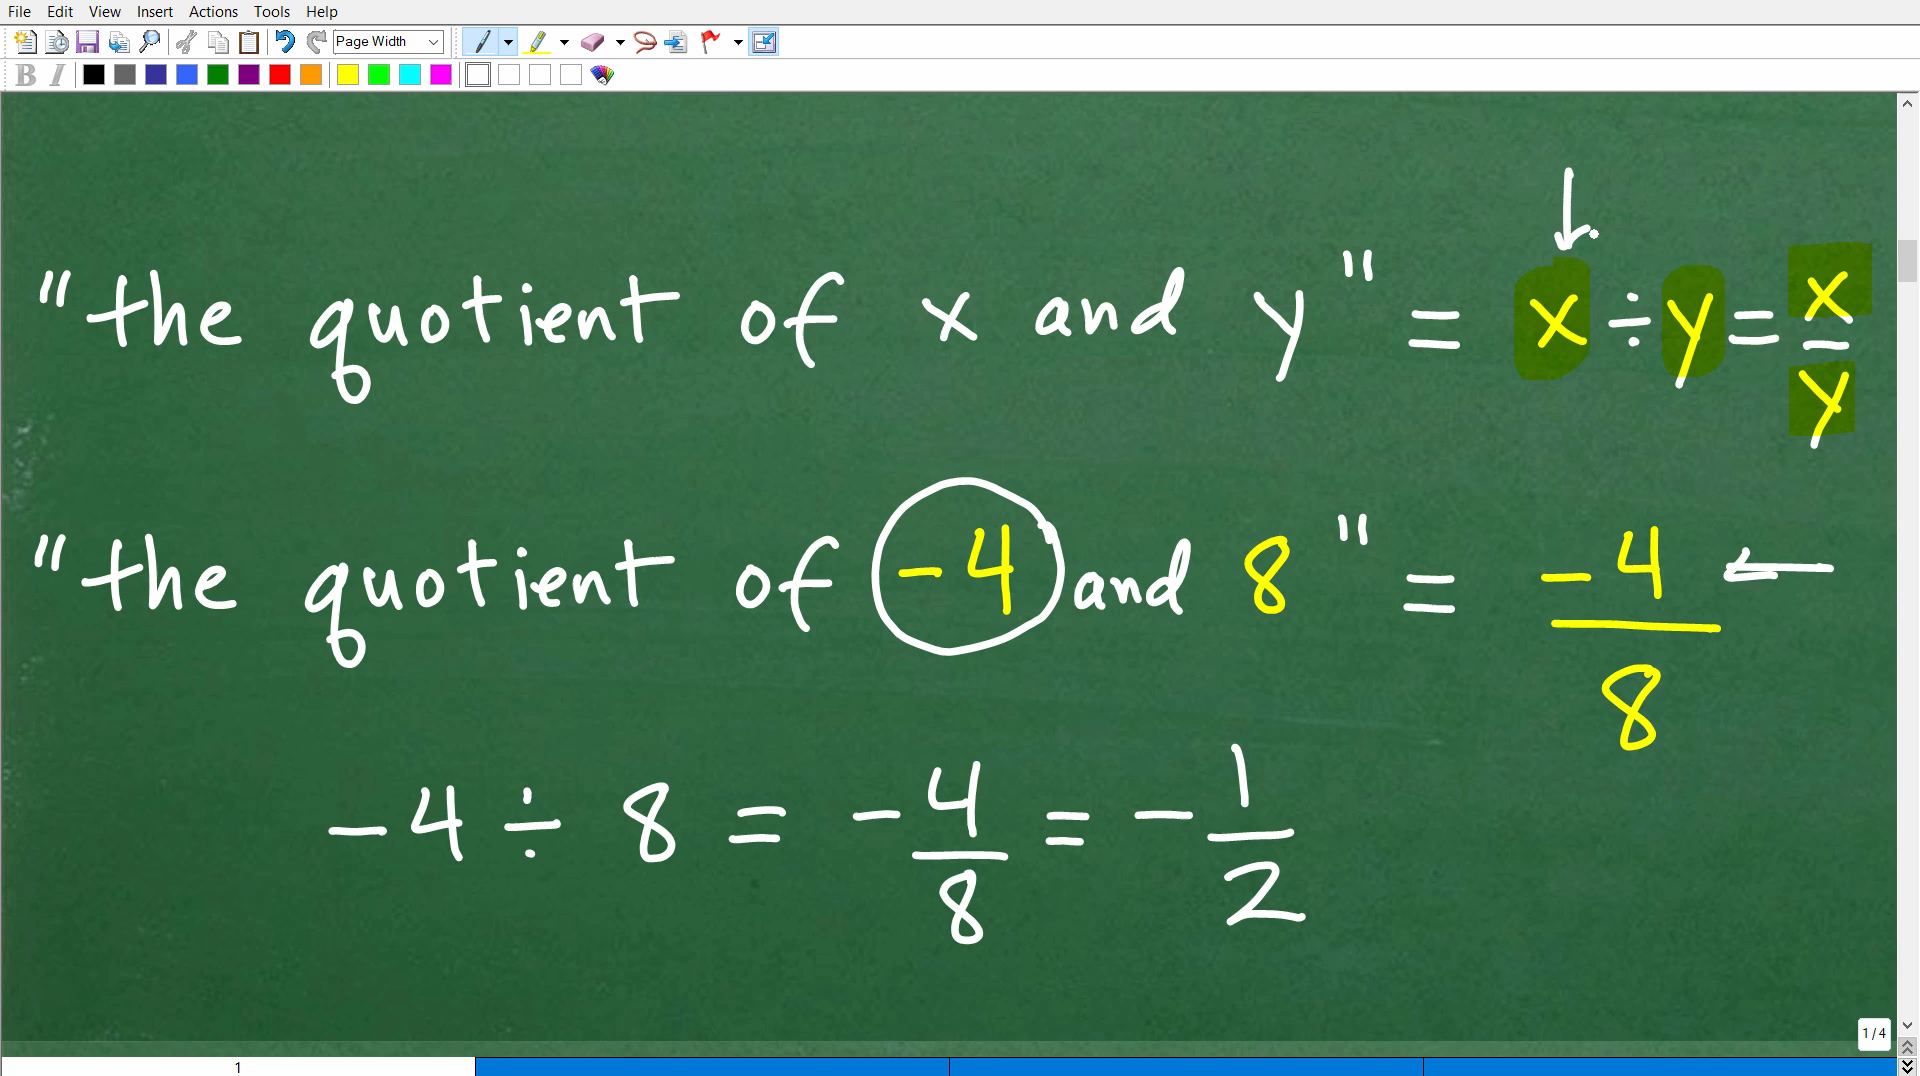 File Edit View Insert Actions Tools Help
Page Width
B I
"the quotient of x and y" = x ÷ y = x/y
"the quotient of -4 and 8" = -4/8
-4 ÷ 8 = -4/8 = -1/2
1/4
1